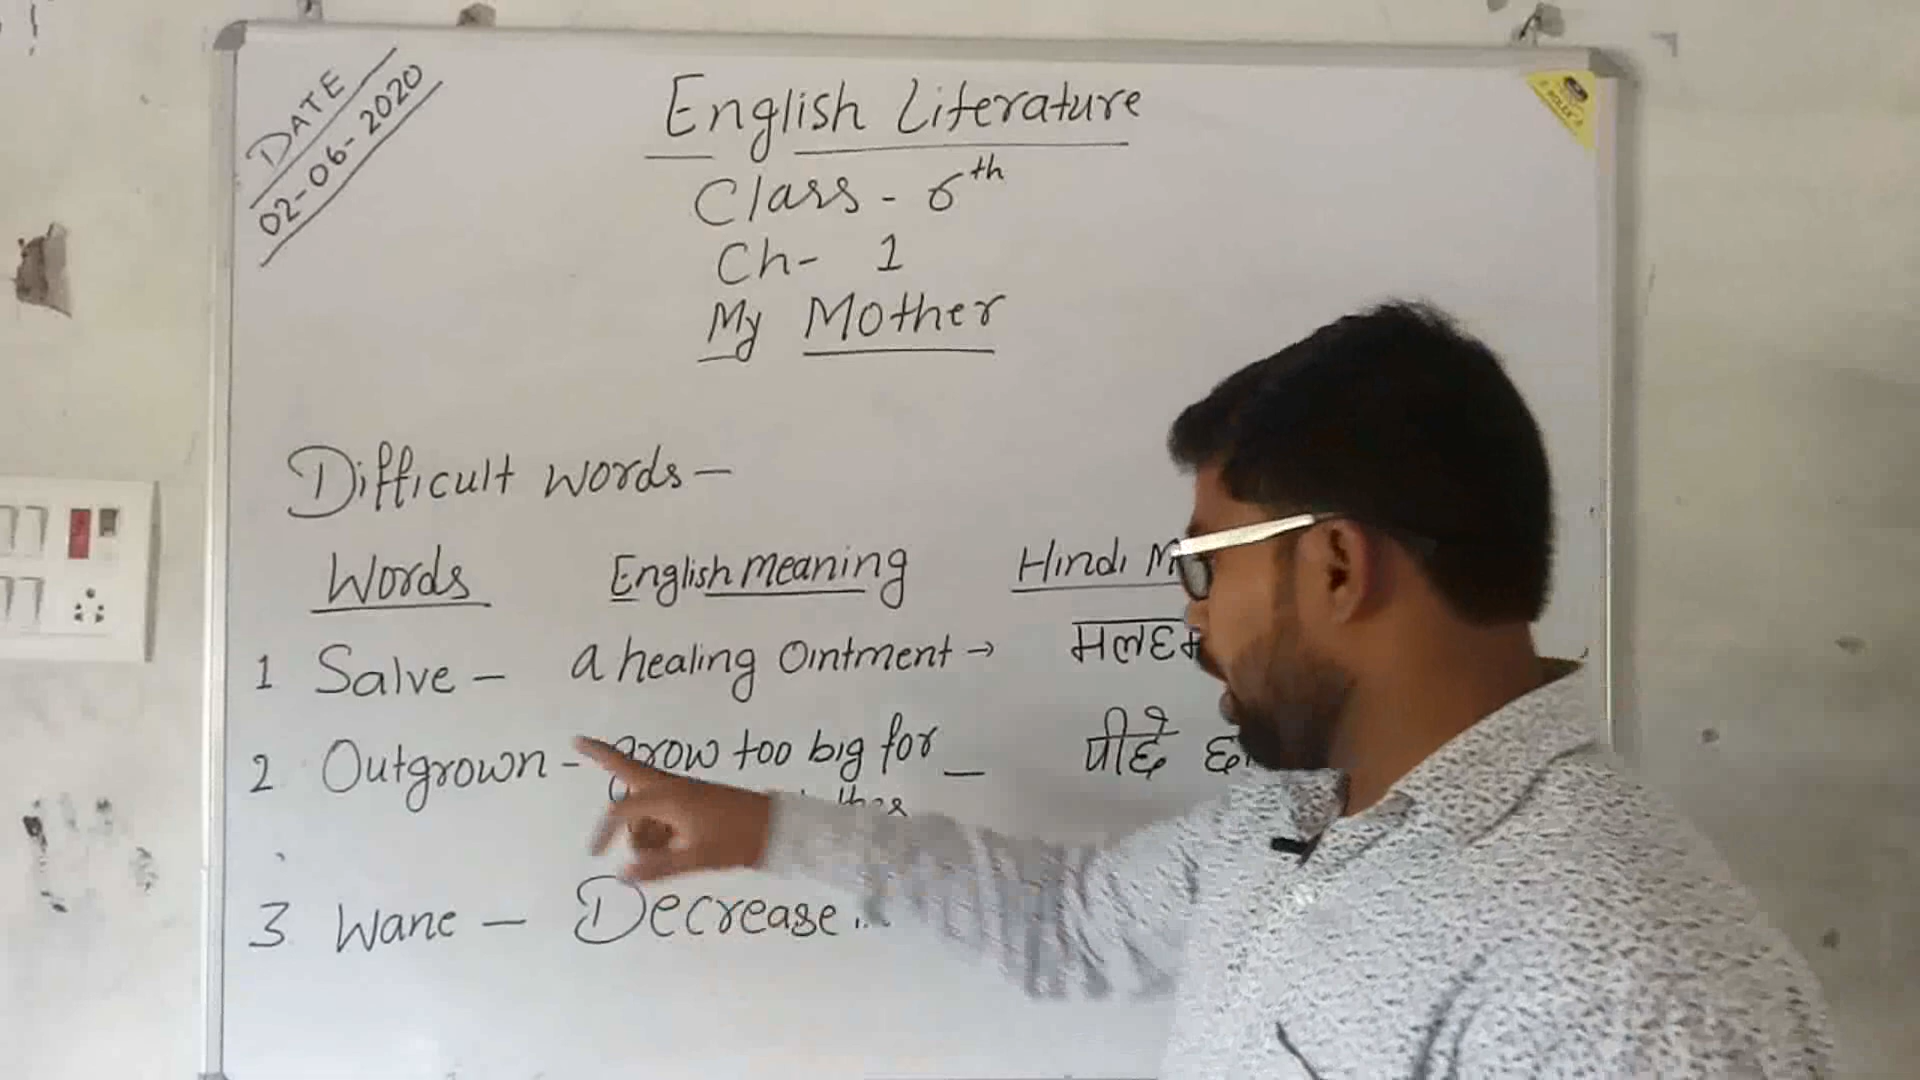 DATE
02-06-2020
English Literature
Class - 6th
Ch- 1
My Mother
Difficult words-
Words English meaning Hindi
1 Salve - a healing Ointment →
2 Outgrown - grow too big for - पीछे
3 Wane - Decrease